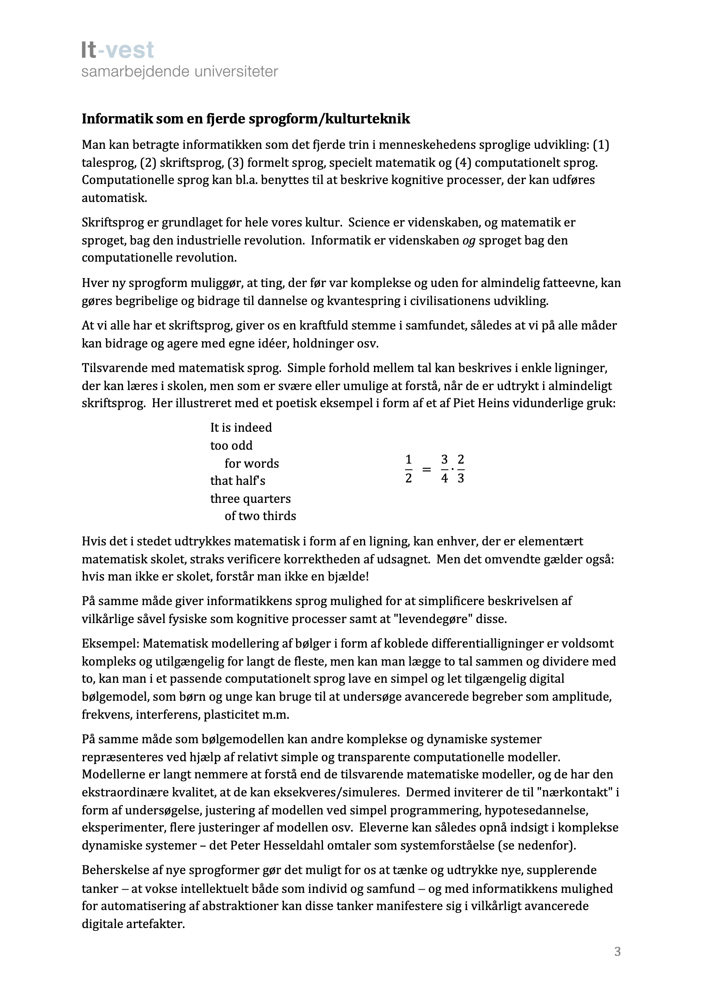 It-vest
samarbejdende universiteter
Informatik som en fjerde sprogform/kulturteknik
Man kan betragte informatikken som det fjerde trin i menneskehedens sproglige udvikling: (1)
talesprog, (2) skriftsprog, (3) formelt sprog, specielt matematik og (4) computationelt sprog.
Computationelle sprog kan bl.a. benyttes til at beskrive kognitive processer, der kan udføres
automatisk.
Skriftsprog er grundlaget for hele vores kultur.  Science er videnskaben, og matematik er
sproget, bag den industrielle revolution.  Informatik er videnskaben og sproget bag den
computationelle revolution.
Hver ny sprogform muliggør, at ting, der før var komplekse og uden for almindelig fatteevne, kan
gøres begribelige og bidrage til dannelse og kvantespring i civilisationens udvikling.
At vi alle har et skriftsprog, giver os en kraftfuld stemme i samfundet, således at vi på alle måder
kan bidrage og agere med egne idéer, holdninger osv.
Tilsvarende med matematisk sprog.  Simple forhold mellem tal kan beskrives i enkle ligninger,
der kan læres i skolen, men som er svære eller umulige at forstå, når de er udtrykt i almindeligt
skriftsprog.  Her illustreret med et poetisk eksempel i form af et af Piet Heins vidunderlige gruk:
It is indeed
too odd
for words
that half's
three quarters
of two thirds
1/2 = 3/4 · 2/3
Hvis det i stedet udtrykkes matematisk i form af en ligning, kan enhver, der er elementært
matematisk skolet, straks verificere korrektheden af udsagnet.  Men det omvendte gælder også:
hvis man ikke er skolet, forstår man ikke en bjælde!
På samme måde giver informatikkens sprog mulighed for at simplificere beskrivelsen af
vilkårlige såvel fysiske som kognitive processer samt at "levendegøre" disse.
Eksempel: Matematisk modellering af bølger i form af koblede differentialligninger er voldsomt
kompleks og utilgængelig for langt de fleste, men kan man lægge to tal sammen og dividere med
to, kan man i et passende computationelt sprog lave en simpel og let tilgængelig digital
bølgemodel, som børn og unge kan bruge til at undersøge avancerede begreber som amplitude,
frekvens, interferens, plasticitet m.m.
På samme måde som bølgemodellen kan andre komplekse og dynamiske systemer
repræsenteres ved hjælp af relativt simple og transparente computationelle modeller.
Modellerne er langt nemmere at forstå end de tilsvarende matematiske modeller, og de har den
ekstraordinære kvalitet, at de kan eksekveres/simuleres.  Dermed inviterer de til "nærkontakt" i
form af undersøgelse, justering af modellen ved simpel programmering, hypotesedannelse,
eksperimenter, flere justeringer af modellen osv.  Eleverne kan således opnå indsigt i komplekse
dynamiske systemer – det Peter Hesseldahl omtaler som systemforståelse (se nedenfor).
Beherskelse af nye sprogformer gør det muligt for os at tænke og udtrykke nye, supplerende
tanker – at vokse intellektuelt både som individ og samfund – og med informatikkens mulighed
for automatisering af abstraktioner kan disse tanker manifestere sig i vilkårligt avancerede
digitale artefakter.
3